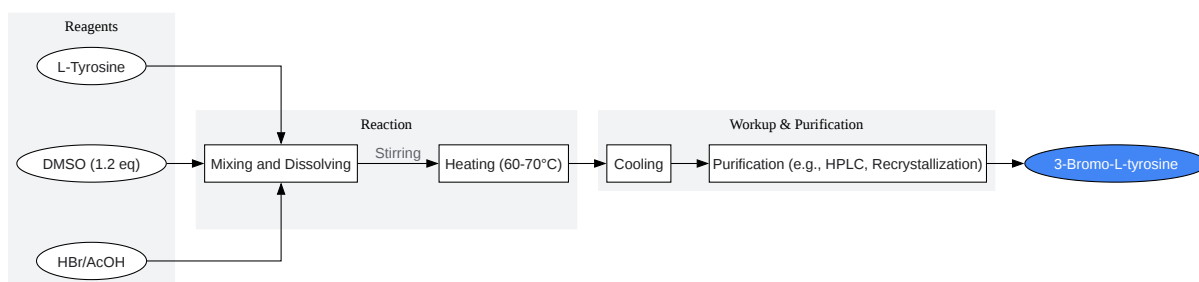 Reagents
L-Tyrosine
DMSO (1.2 eq)
HBr/AcOH
Reaction
Mixing and Dissolving
Stirring
Heating (60-70°C)
Workup & Purification
Cooling
Purification (e.g., HPLC, Recrystallization)
3-Bromo-L-tyrosine